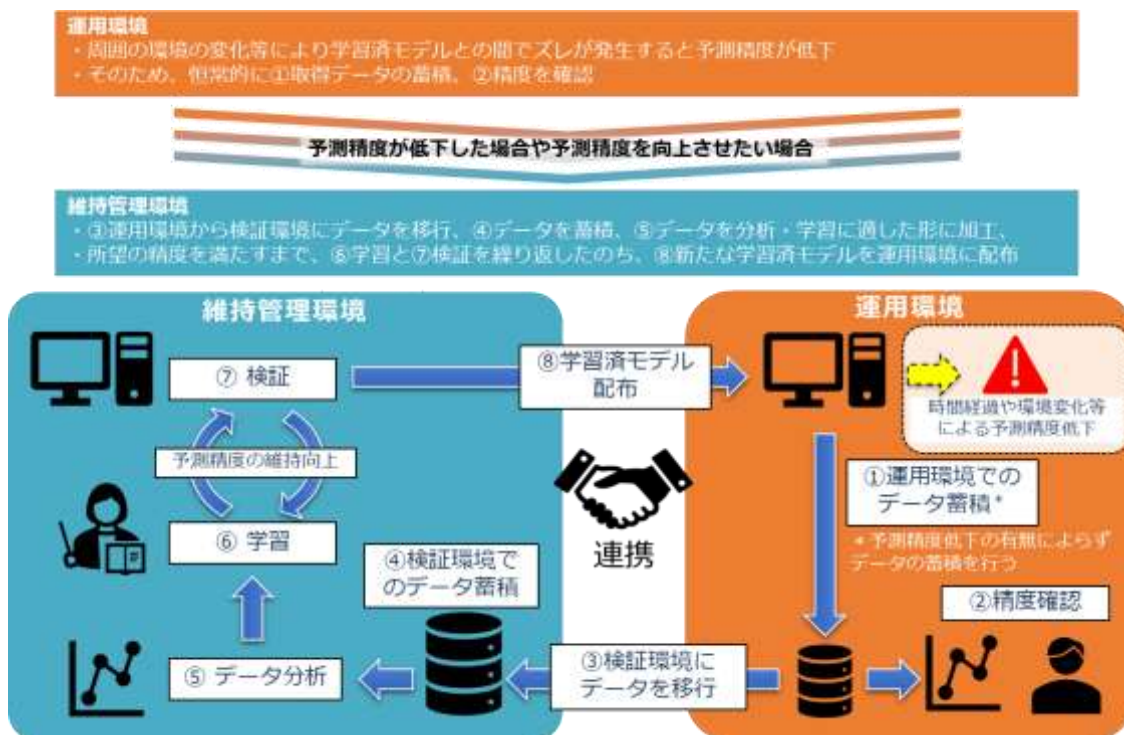 運用環境
・周囲の環境の変化等により学習済モデルとの間でズレが発生すると予測精度が低下
・そのため、恒常的に①取得データの蓄積、②精度を確認
予測精度が低下した場合や予測精度を向上させたい場合
維持管理環境
・③運用環境から検証環境にデータを移行、④データを蓄積、⑤データを分析・学習に適した形に加工、
・所望の精度を満たすまで、⑥学習と⑦検証を繰り返したのち、⑧新たな学習済モデルを運用環境に配布
維持管理環境
⑦ 検証
予測精度の維持向上
⑥ 学習
④検証環境で
のデータ蓄積
⑤ データ分析
⑧学習済モデル
配布
連携
③検証環境に
データを移行
運用環境
時間経過や環境変化等
による予測精度低下
①運用環境での
データ蓄積*
* 予測精度低下の有無によらず
データの蓄積を行う
②精度確認